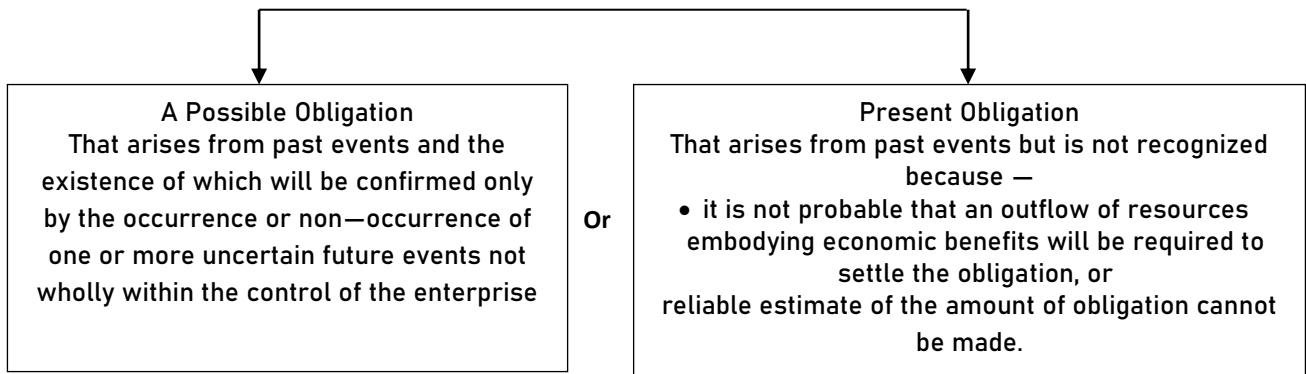 A Possible Obligation
That arises from past events and the
existence of which will be confirmed only
by the occurrence or non—occurrence of
one or more uncertain future events not
wholly within the control of the enterprise
Or
Present Obligation
That arises from past events but is not recognized
because —
• it is not probable that an outflow of resources
embodying economic benefits will be required to
settle the obligation, or
reliable estimate of the amount of obligation cannot
be made.